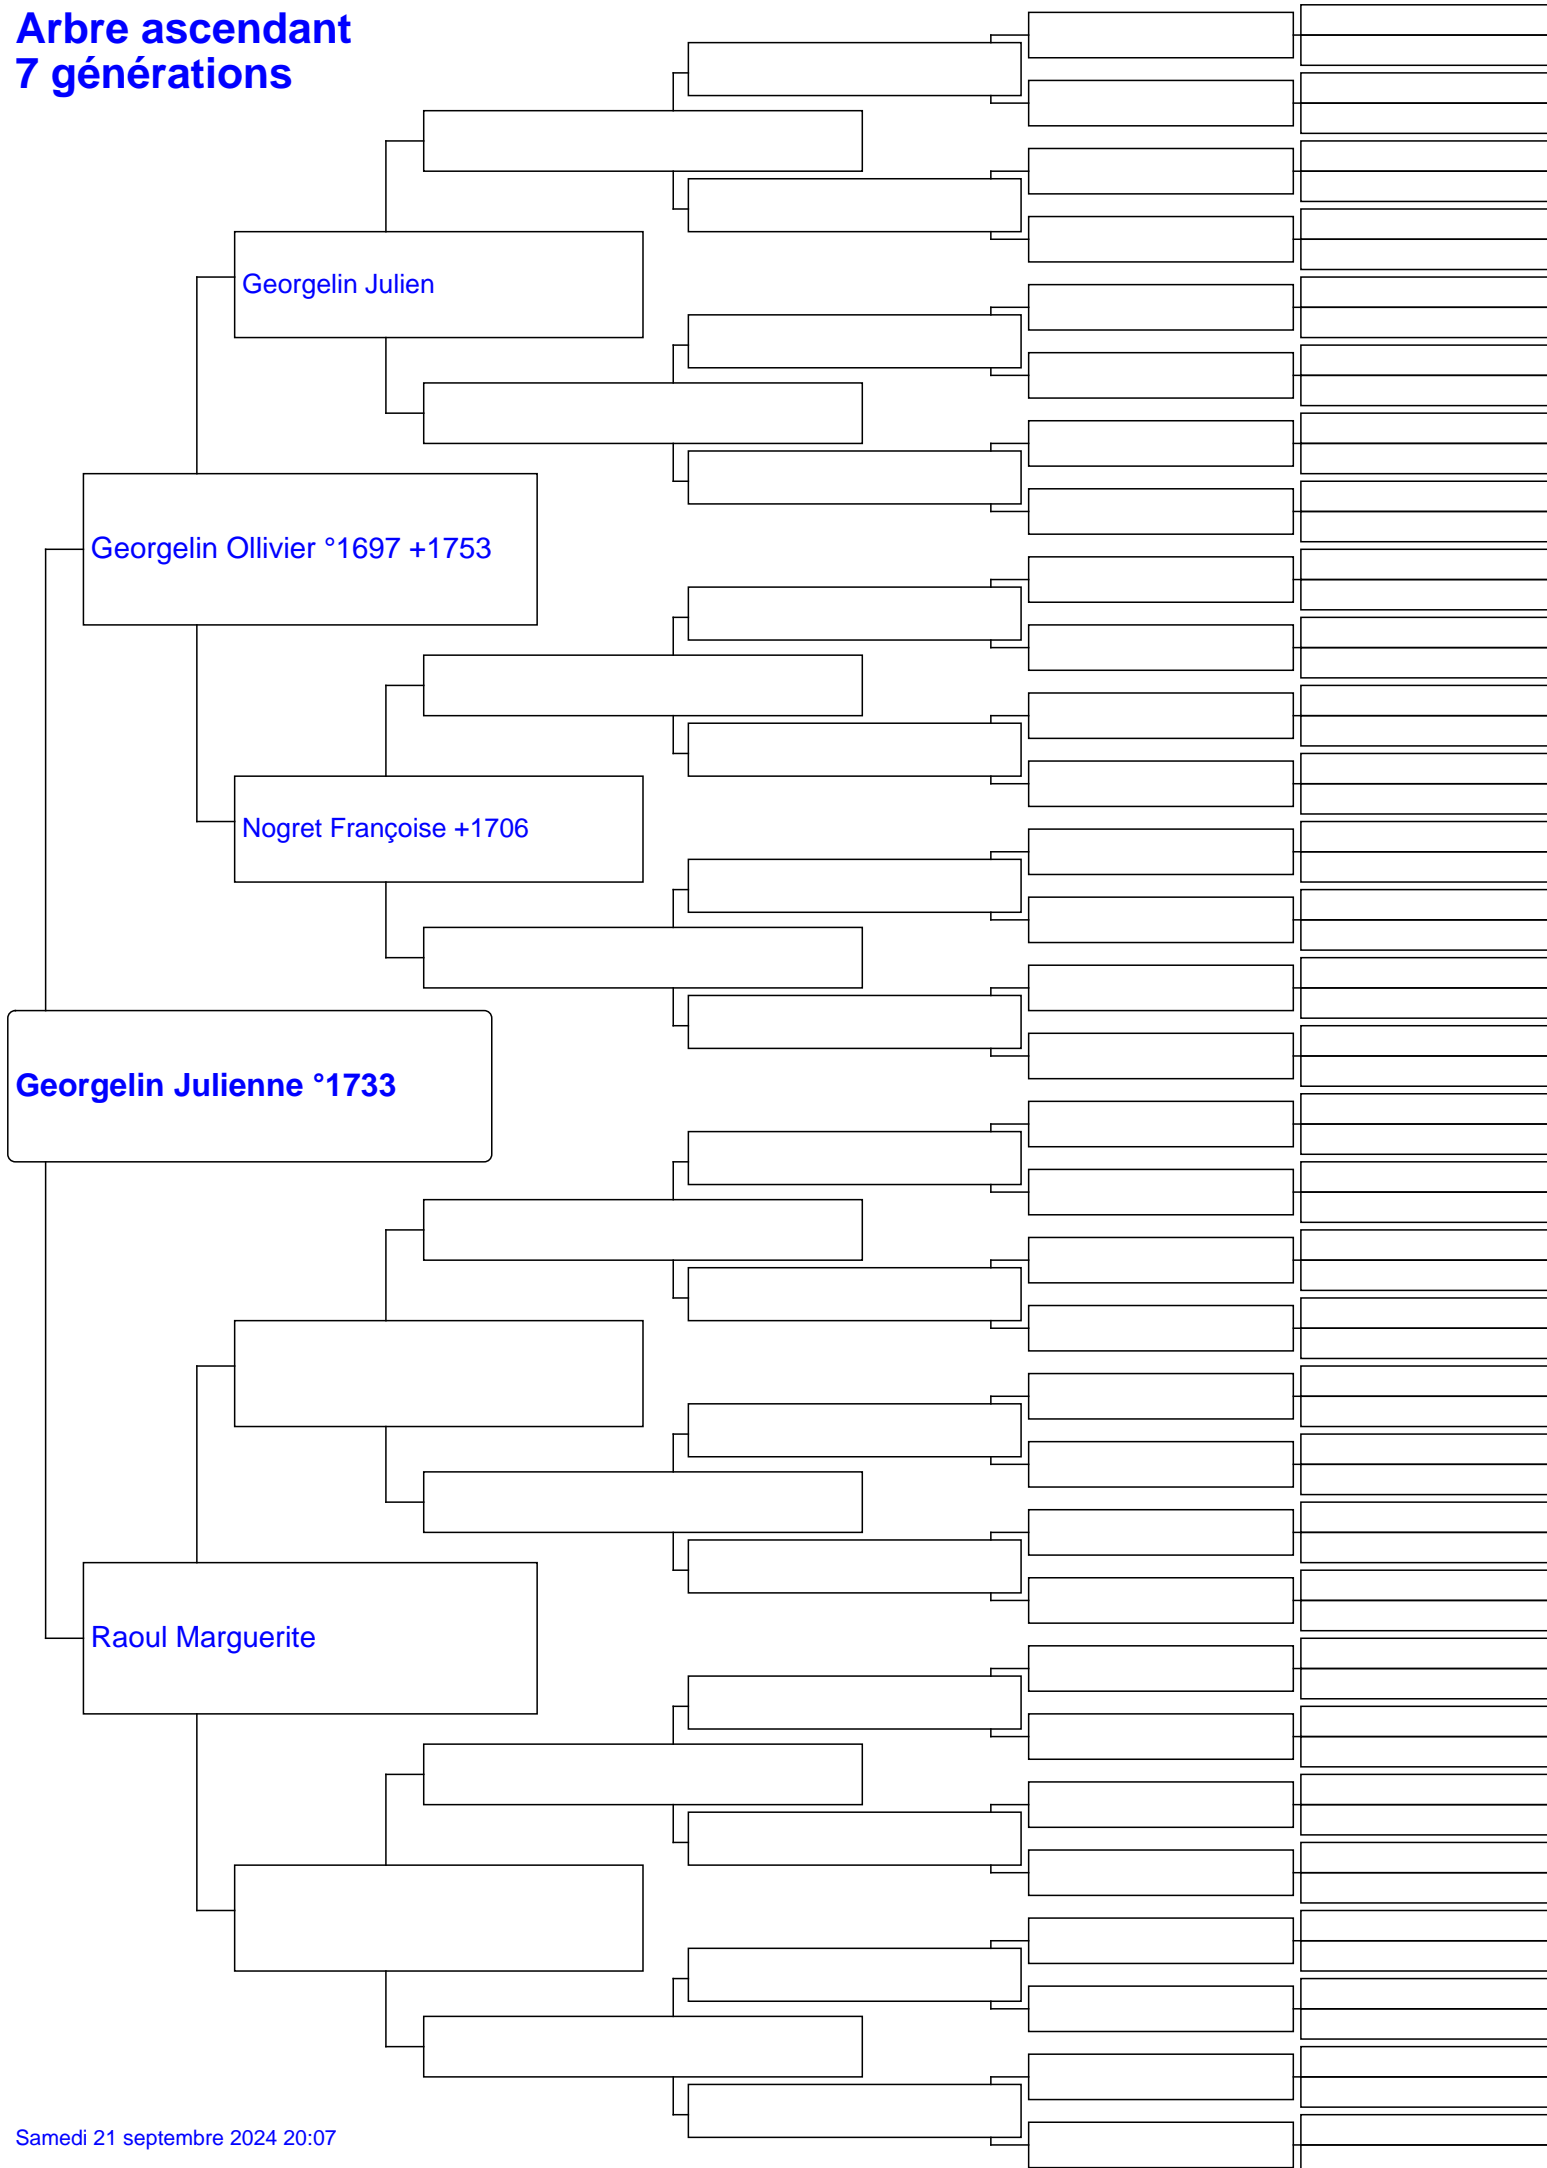 Arbre ascendant
7 générations
Georgelin Julien
Georgelin Ollivier °1697 +1753
Nogret Françoise +1706
Georgelin Julienne °1733
Raoul Marguerite
Samedi 21 septembre 2024 20:07